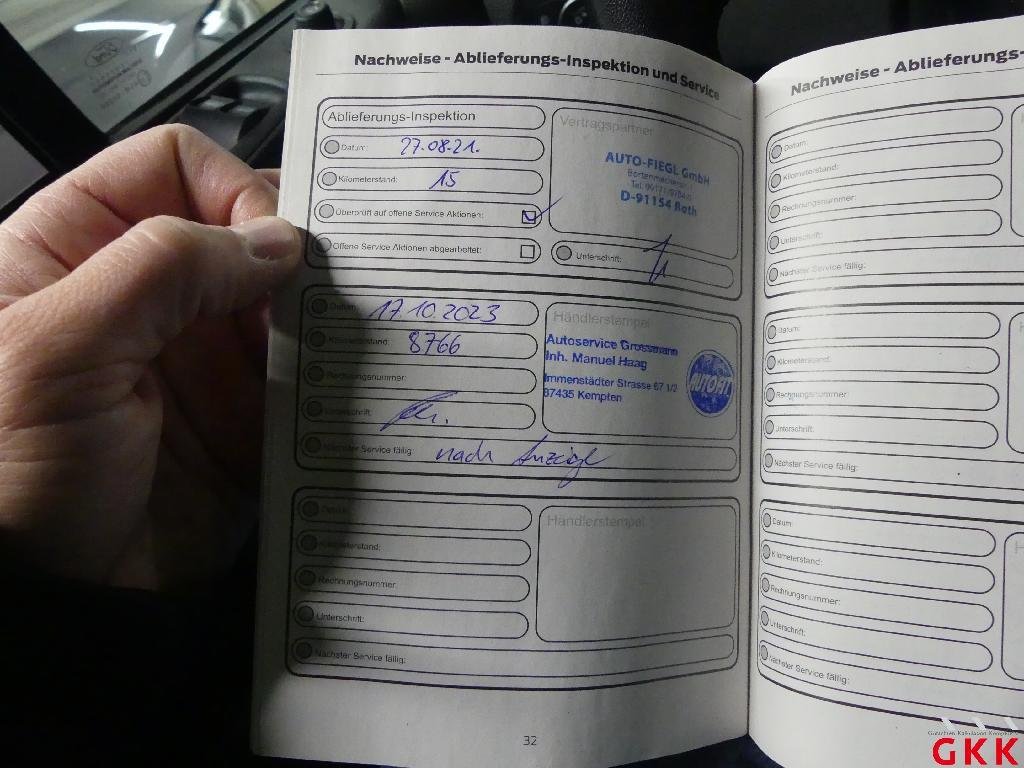 Nachweise - Ablieferungs-Inspektion und Service
Ablieferungs-Inspektion
Datum: 27.08.21.
Kilometerstand: 15
Überprüft auf offene Service Aktionen:
Offene Service Aktionen abgearbeitet:
Vertragspartner
AUTO-FIEGL GmbH
D-91154 Roth
Unterschrift:
Datum: 17.10.2023
Kilometerstand: 8766
Rechnungsnummer:
Unterschrift:
Nächster Service fällig: nach Anzeige
Händlerstempel
Autoservice Grossmann
Inh. Manuel Haag
Immenstädter Strasse 67 1/2
87435 Kempten
AUTOFIT
Datum:
Kilometerstand:
Rechnungsnummer:
Unterschrift:
Nächster Service fällig:
Händlerstempel
32
Nachweise - Ablieferungs-
Datum:
Kilometerstand:
Rechnungsnummer:
Unterschrift:
Nächster Service fällig:
Datum:
Kilometerstand:
Rechnungsnummer:
Unterschrift:
Nächster Service fällig:
Datum:
Kilometerstand:
Rechnungsnummer:
Unterschrift:
Nächster Service fällig:
GKK